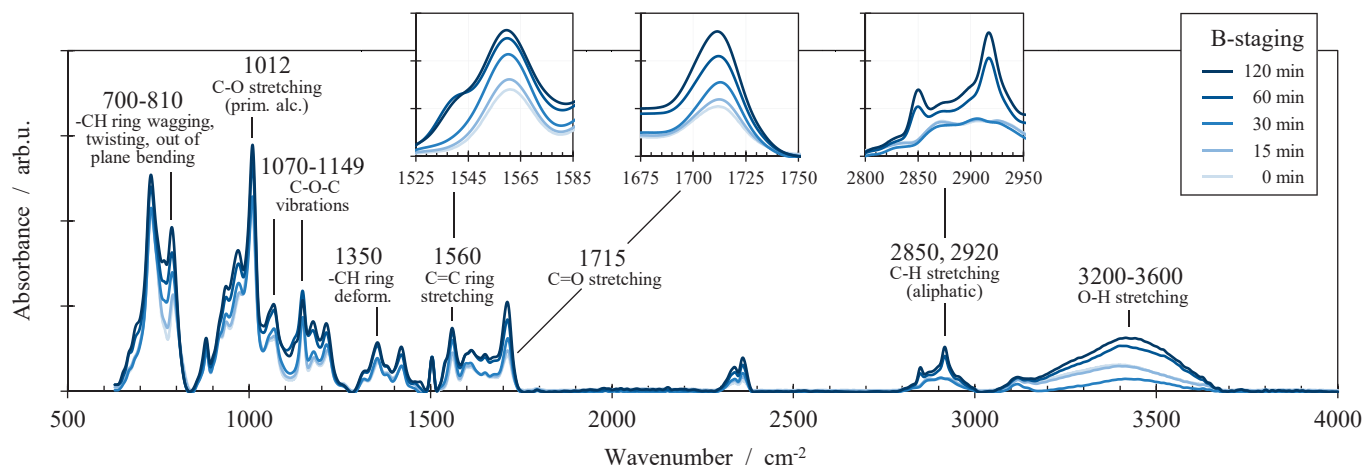 B-staging
120 min
60 min
30 min
15 min
0 min
1525 1545 1565 1585
1675 1700 1725 1750
2800 2850 2900 2950
700-810
-CH ring wagging,
twisting, out of
plane bending
1012
C-O stretching
(prim. alc.)
1070-1149
C-O-C
vibrations
1350
-CH ring
deform.
1560
C=C ring
stretching
1715
C=O stretching
2850, 2920
C-H stretching
(aliphatic)
3200-3600
O-H stretching
Absorbance / arb.u.
500 1000 1500 2000 2500 3000 3500 4000
Wavenumber / cm-2